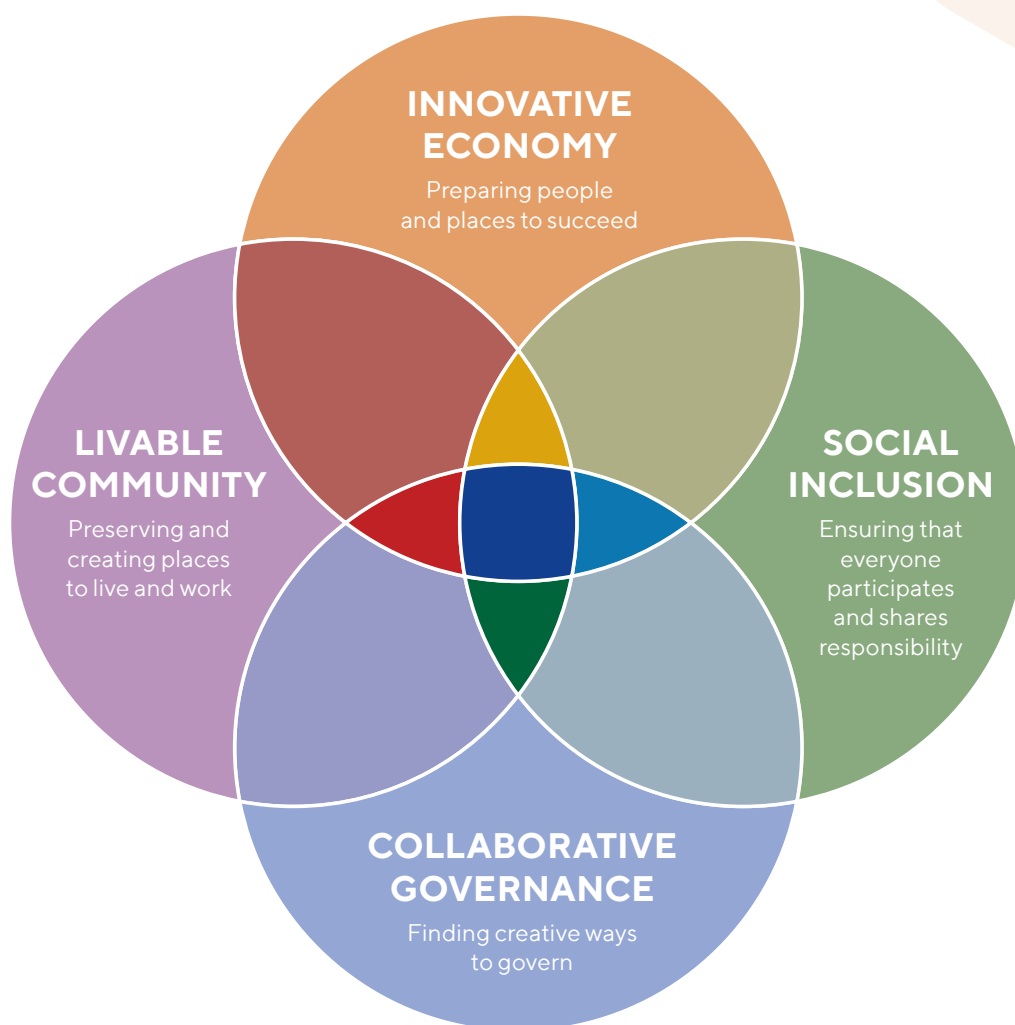 INNOVATIVE
ECONOMY
Preparing people
and places to succeed
LIVABLE
COMMUNITY
Preserving and
creating places
to live and work
SOCIAL
INCLUSION
Ensuring that
everyone
participates
and shares
responsibility
COLLABORATIVE
GOVERNANCE
Finding creative ways
to govern